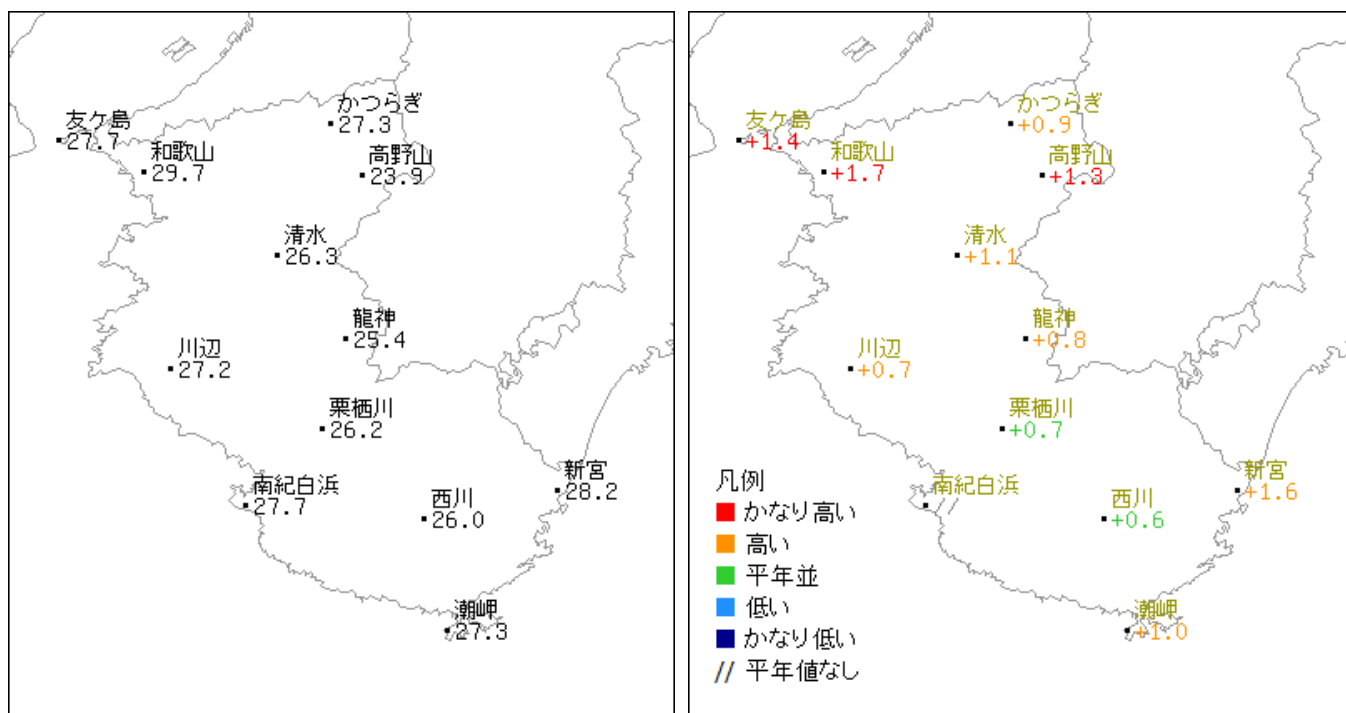 かつらぎ
27.3
友ケ島
27.7
和歌山
29.7
高野山
23.9
清水
26.3
龍神
25.4
川辺
27.2
栗栖川
26.2
南紀白浜
27.7
西川
26.0
新宮
28.2
潮岬
27.3
かつらぎ
+0.9
友ケ島
+1.4
和歌山
+1.7
高野山
+1.3
清水
+1.1
龍神
+0.8
川辺
+0.7
栗栖川
+0.7
南紀白浜
//
西川
+0.6
新宮
+1.6
潮岬
+1.0
凡例
かなり高い
高い
平年並
低い
かなり低い
// 平年値なし